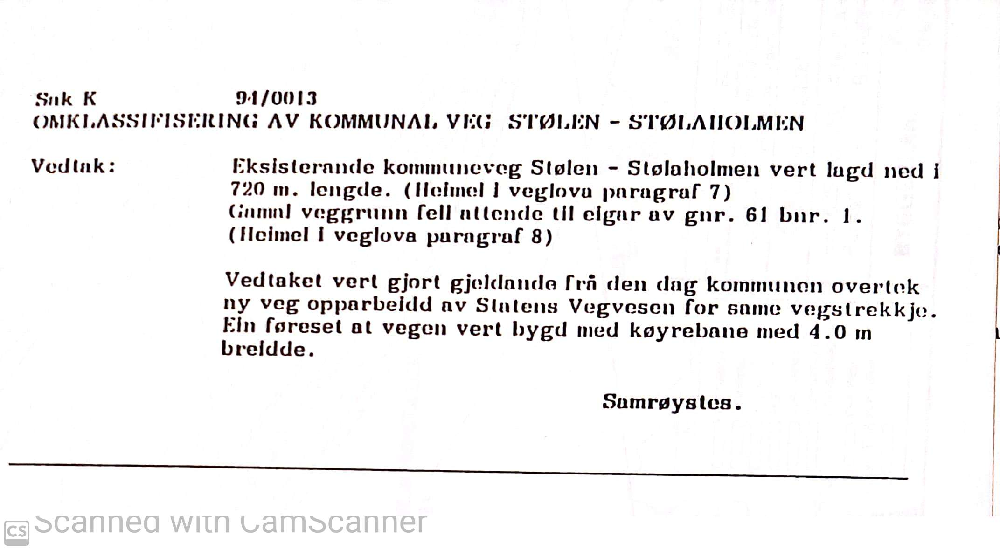 Sak K 94/0013
OMKLASSIFISERING AV KOMMUNAL VEG STØLEN - STØLAHOLMEN
Vedtak: Eksisterande kommuneveg Stølen - Stølaholmen vert lagd ned i
720 m. lengde. (Heimel i veglova paragraf 7)
Gamal veggrunn fell attende til eigar av gnr. 61 bnr. 1.
(Heimel i veglova paragraf 8)
Vedtaket vert gjort gjeldande frå den dag kommunen overtek
ny veg opparbeidd av Statens Vegvesen for same vegstrekkje.
Ein føreset at vegen vert bygd med køyrebane med 4.0 m
breidde.
Samrøystes.
CS Scanned with CamScanner